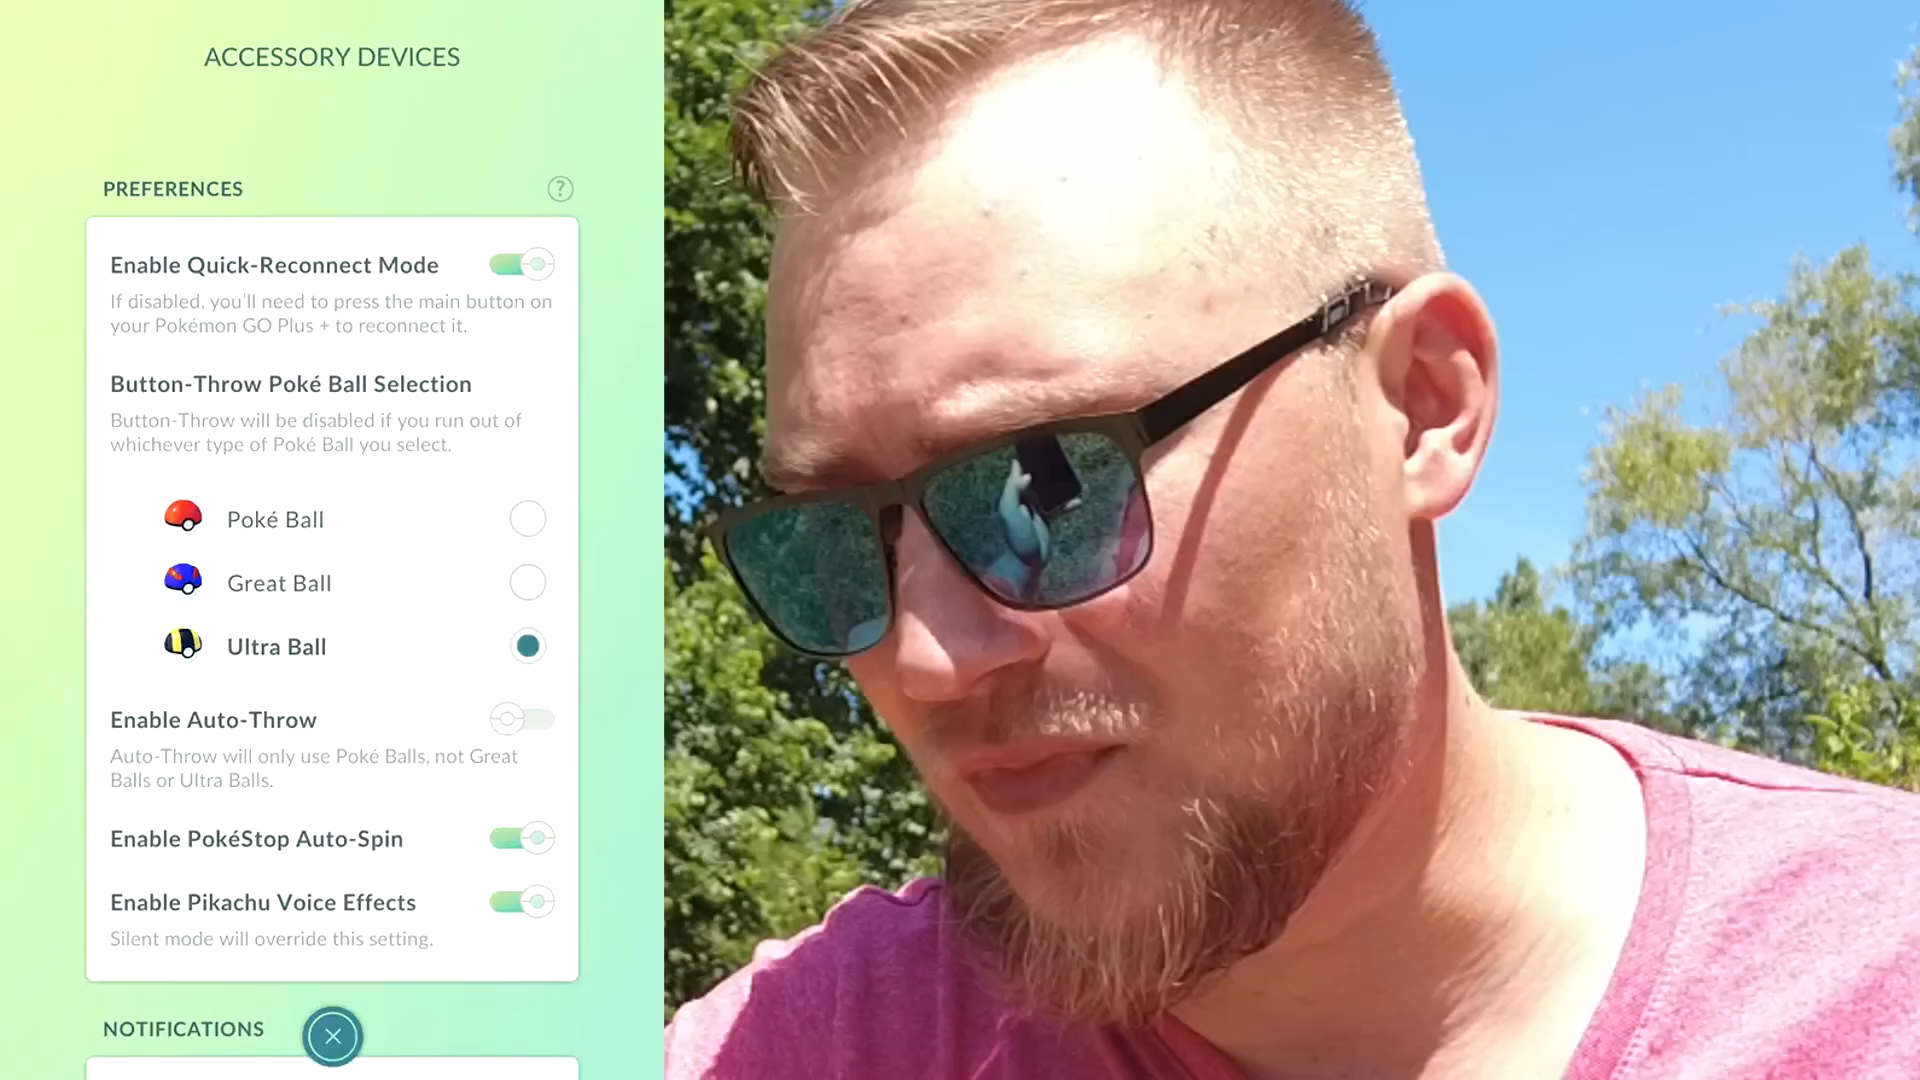 ACCESSORY DEVICES
PREFERENCES ?
Enable Quick-Reconnect Mode
If disabled, you'll need to press the main button on
your Pokémon GO Plus + to reconnect it.
Button-Throw Poké Ball Selection
Button-Throw will be disabled if you run out of
whichever type of Poké Ball you select.
Poké Ball
Great Ball
Ultra Ball
Enable Auto-Throw
Auto-Throw will only use Poké Balls, not Great
Balls or Ultra Balls.
Enable PokéStop Auto-Spin
Enable Pikachu Voice Effects
Silent mode will override this setting.
NOTIFICATIONS